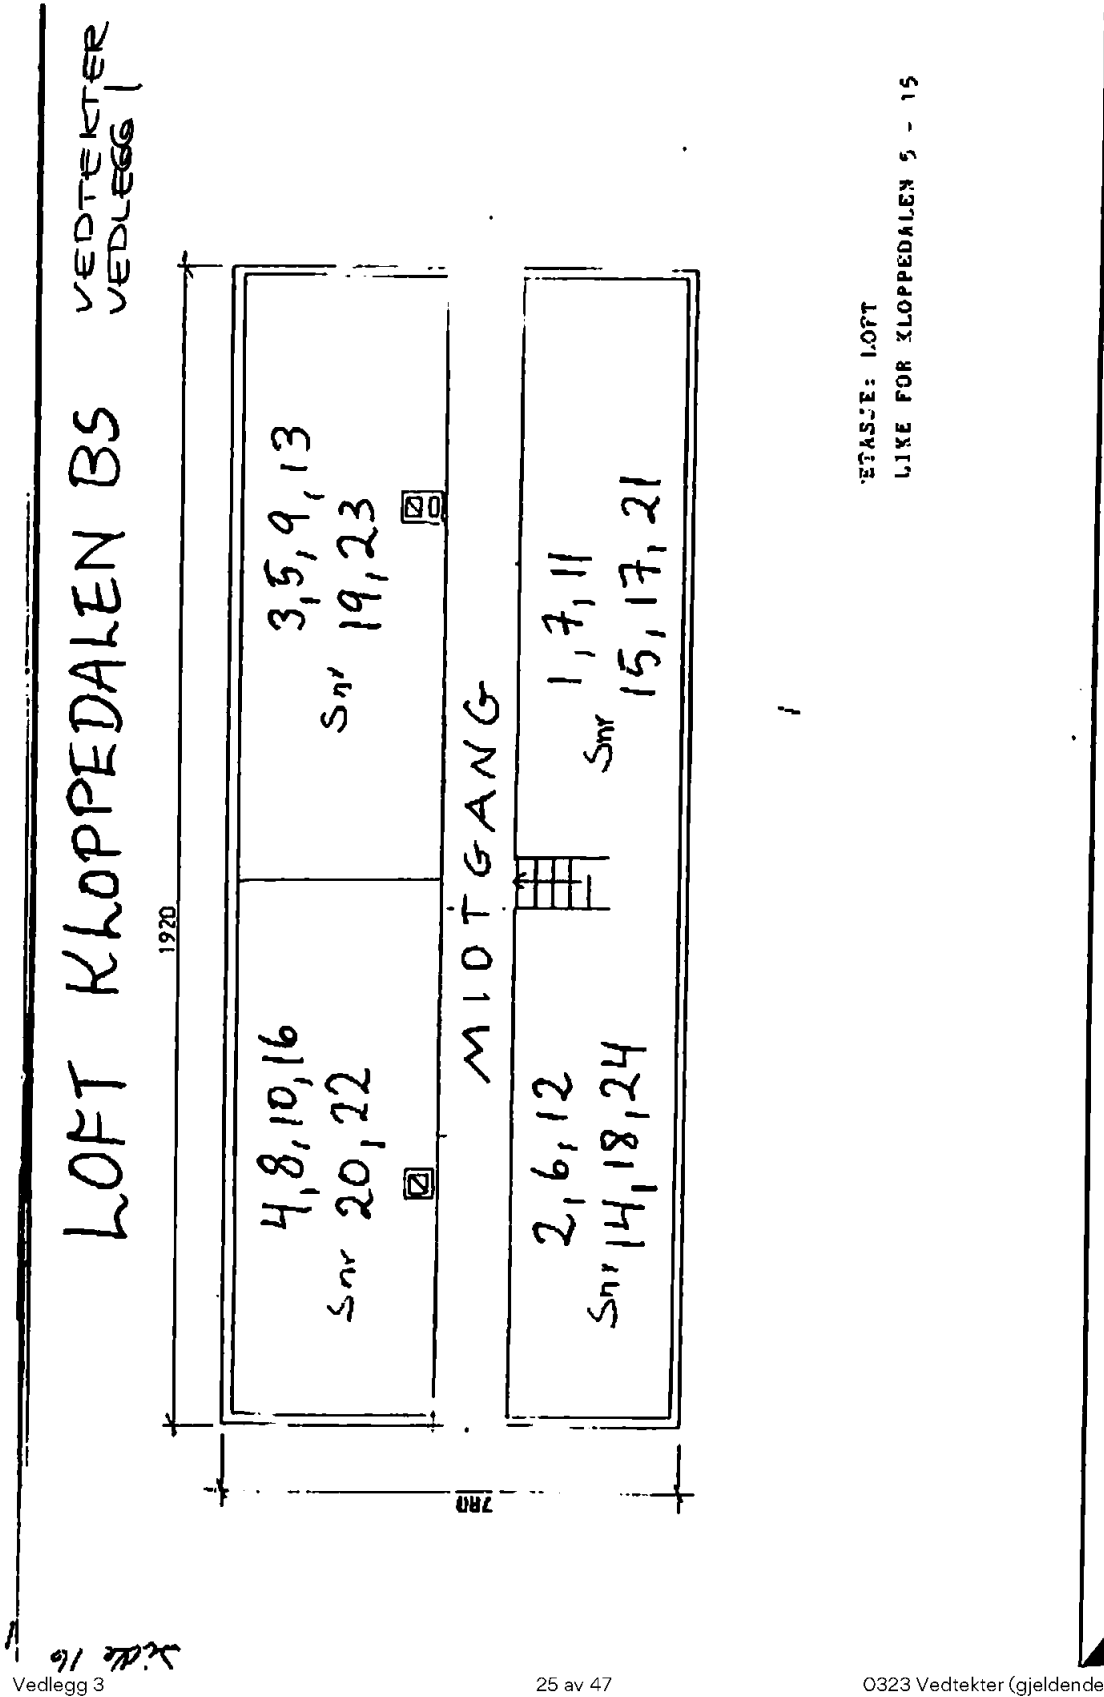 LOFT KLOPPEDALEN BS
VEDTEKTER
VEDLEGG 1
1920
4,8,10,16
Snr 20,22
3,5,9,13
Snr 19,23
MIDTGANG
2,6,12
Snr 14,18,24
1,7,11
Snr 15,17,21
780
ETASJE: LOFT
LIKE FOR KLOPPEDALEN 5 - 15
Side 16
Vedlegg 3
25 av 47
0323 Vedtekter (gjeldende